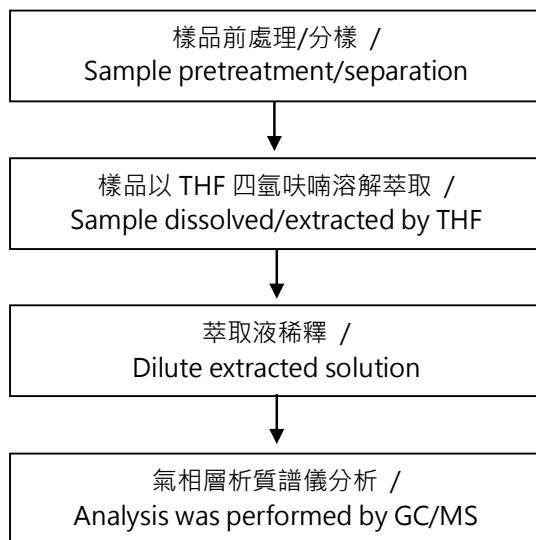 樣品前處理/分樣 /
Sample pretreatment/separation
樣品以 THF 四氫呋喃溶解萃取 /
Sample dissolved/extracted by THF
萃取液稀釋 /
Dilute extracted solution
氣相層析質譜儀分析 /
Analysis was performed by GC/MS